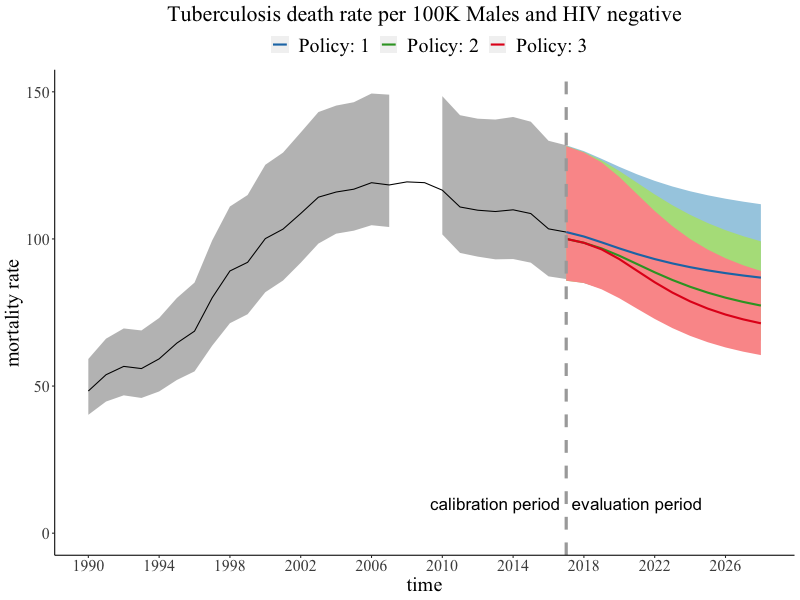 Tuberculosis death rate per 100K Males and HIV negative
Policy: 1 Policy: 2 Policy: 3
mortality rate
150
100
50
0
calibration period evaluation period
1990 1994 1998 2002 2006 2010 2014 2018 2022 2026
time